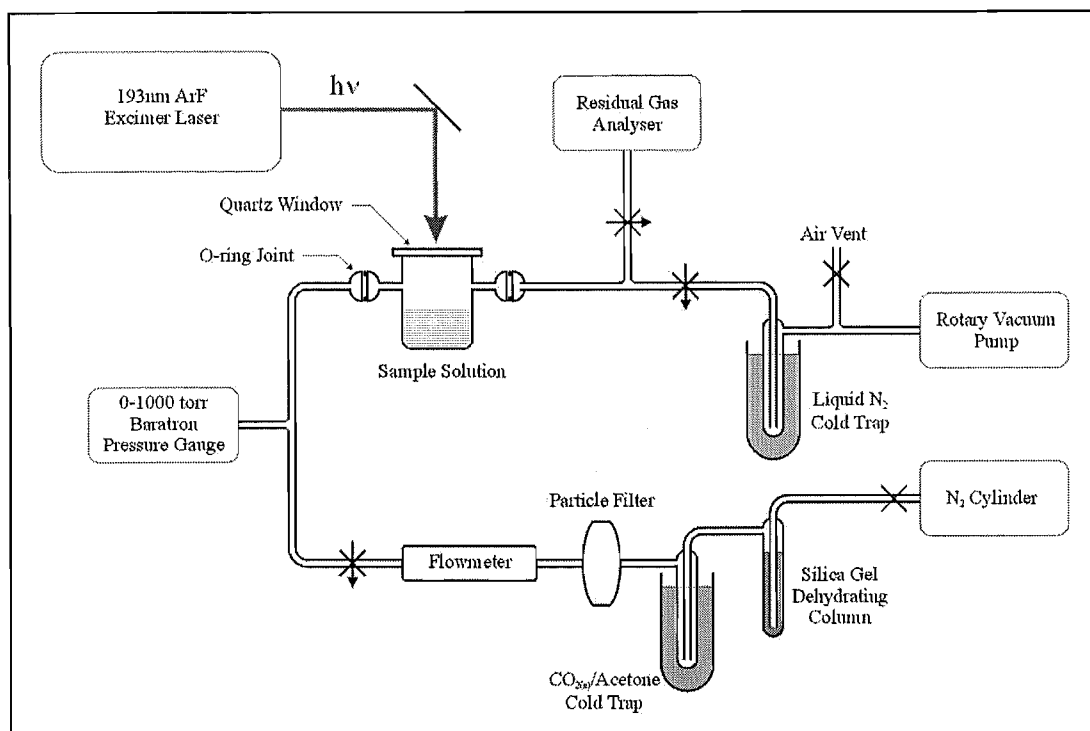 193nm ArF
Excimer Laser
hν
Residual Gas
Analyser
Quartz Window
O-ring Joint
Air Vent
Rotary Vacuum
Pump
Sample Solution
0-1000 torr
Baratron
Pressure Gauge
Liquid N₂
Cold Trap
Particle Filter
N₂ Cylinder
Flowmeter
Silica Gel
Dehydrating
Column
CO₂₍ₛ₎/Acetone
Cold Trap